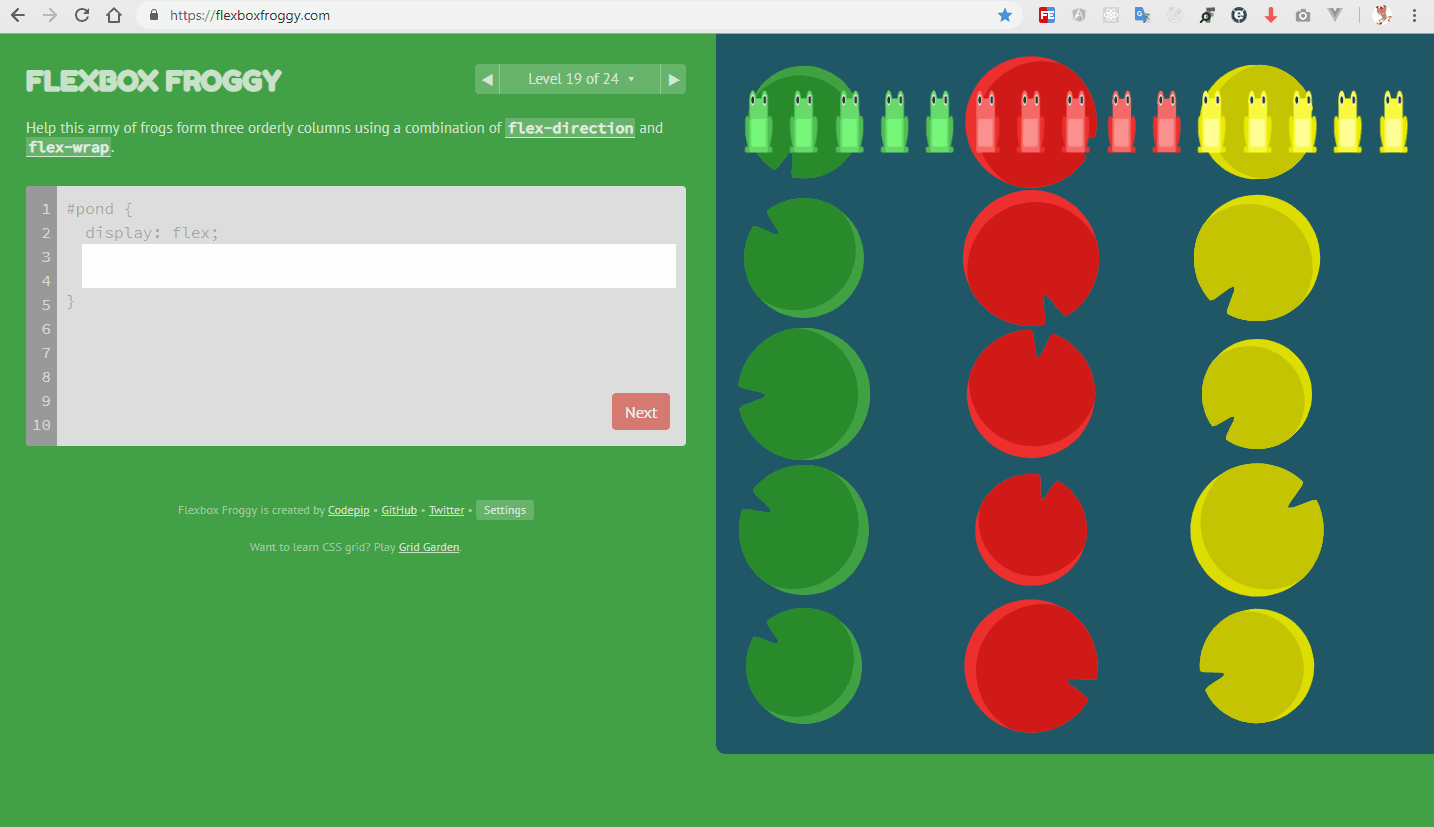 https://flexboxfroggy.com
FLEXBOX FROGGY
◀ Level 19 of 24 ▾ ▶
Help this army of frogs form three orderly columns using a combination of flex-direction and
flex-wrap.
1 #pond {
2 display: flex;
3
4
5 }
6
7
8
9
10
Next
Flexbox Froggy is created by Codepip • GitHub • Twitter • Settings
Want to learn CSS grid? Play Grid Garden.